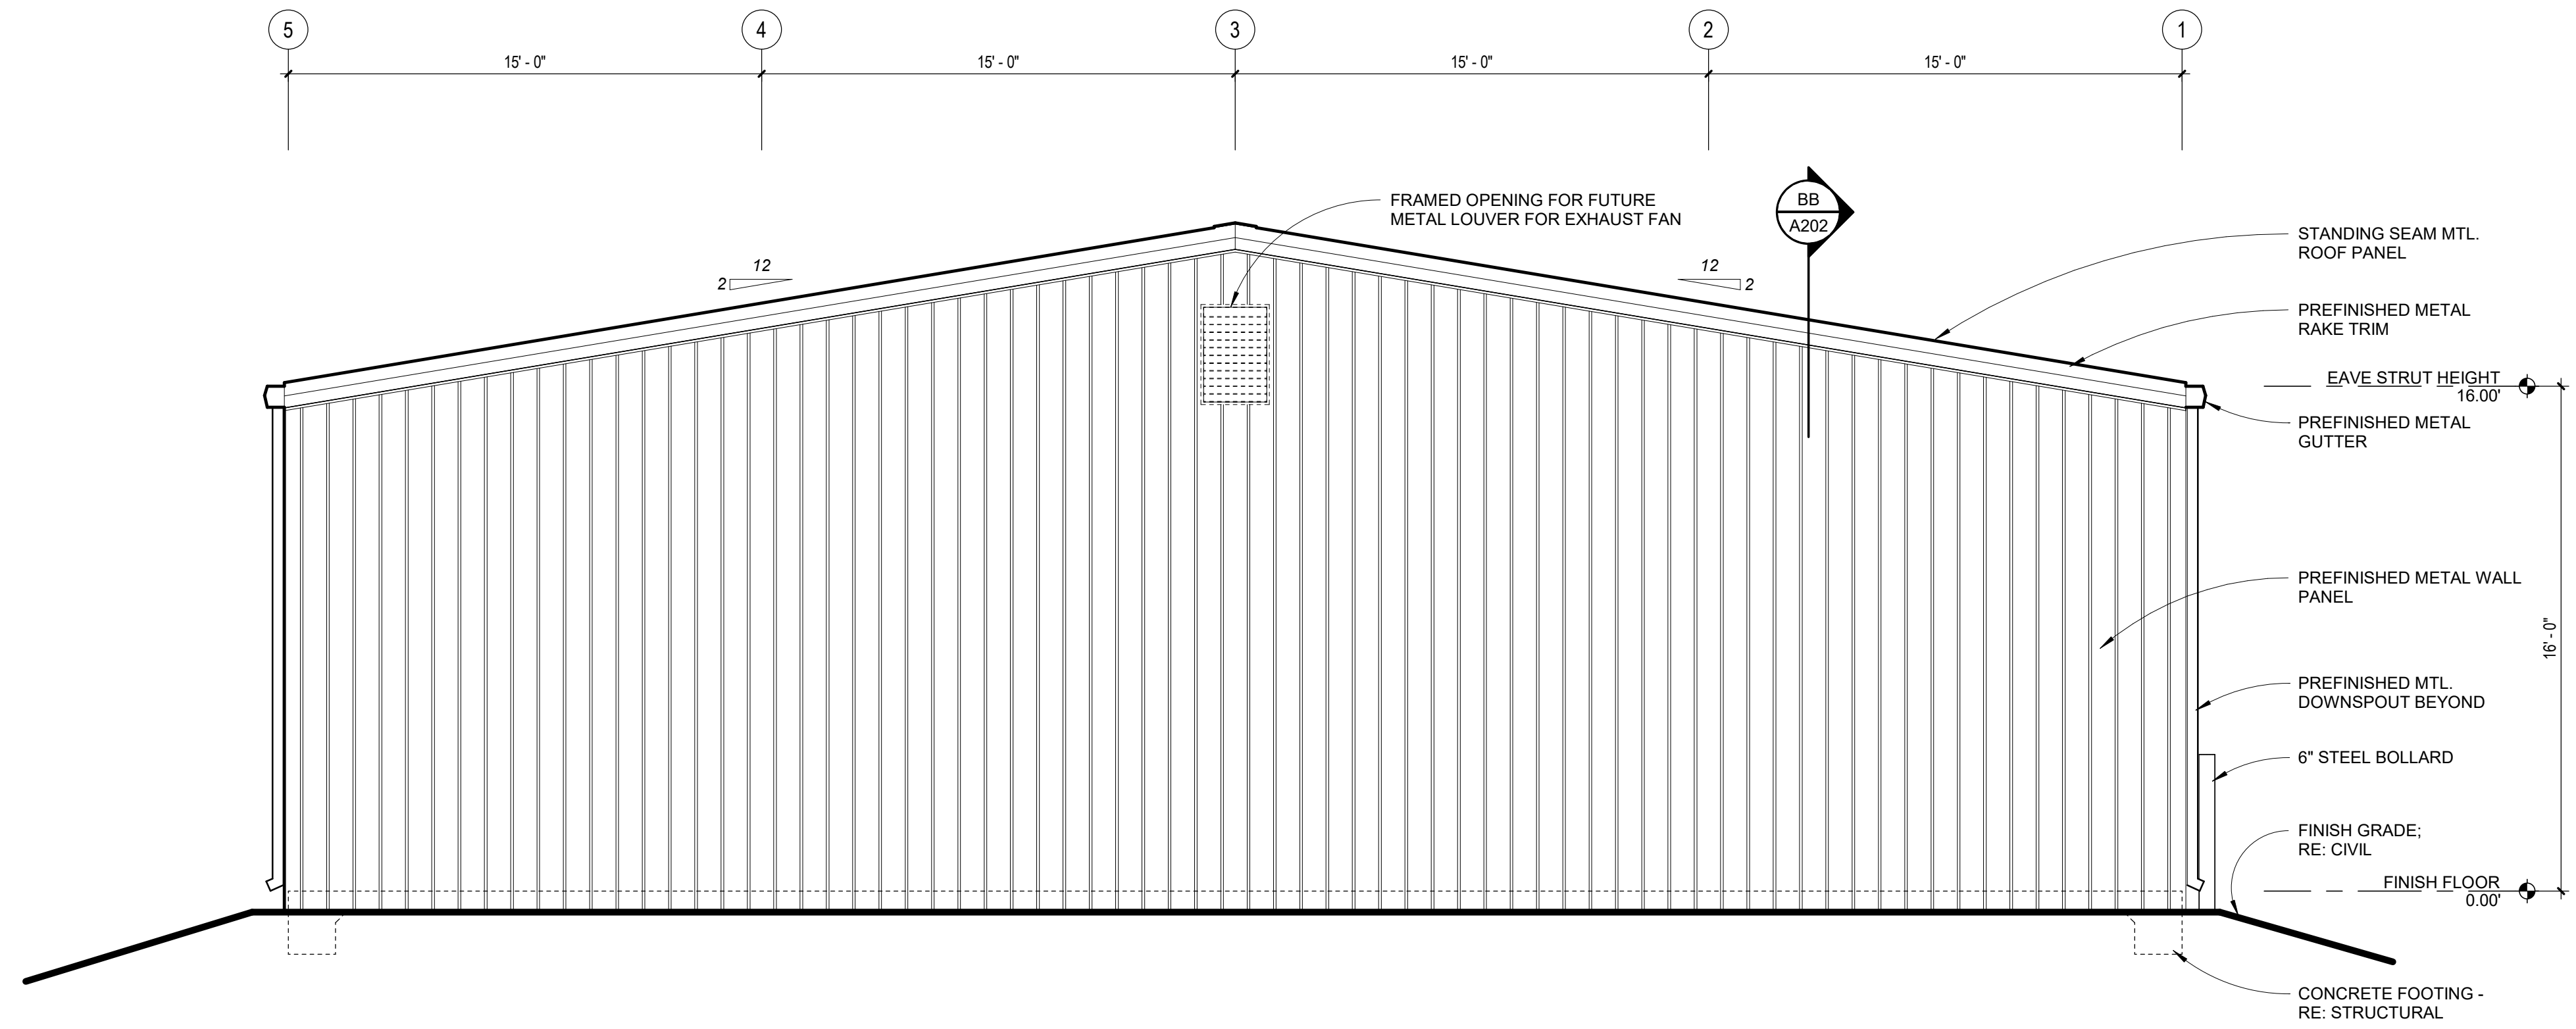 5
4
3
2
1
15' - 0"
15' - 0"
15' - 0"
15' - 0"
FRAMED OPENING FOR FUTURE
METAL LOUVER FOR EXHAUST FAN
BB
A202
12
2
12
2
STANDING SEAM MTL.
ROOF PANEL
PREFINISHED METAL
RAKE TRIM
EAVE STRUT HEIGHT
16.00'
PREFINISHED METAL
GUTTER
PREFINISHED METAL WALL
PANEL
16' - 0"
PREFINISHED MTL.
DOWNSPOUT BEYOND
6" STEEL BOLLARD
FINISH GRADE;
RE: CIVIL
FINISH FLOOR
0.00'
CONCRETE FOOTING -
RE: STRUCTURAL